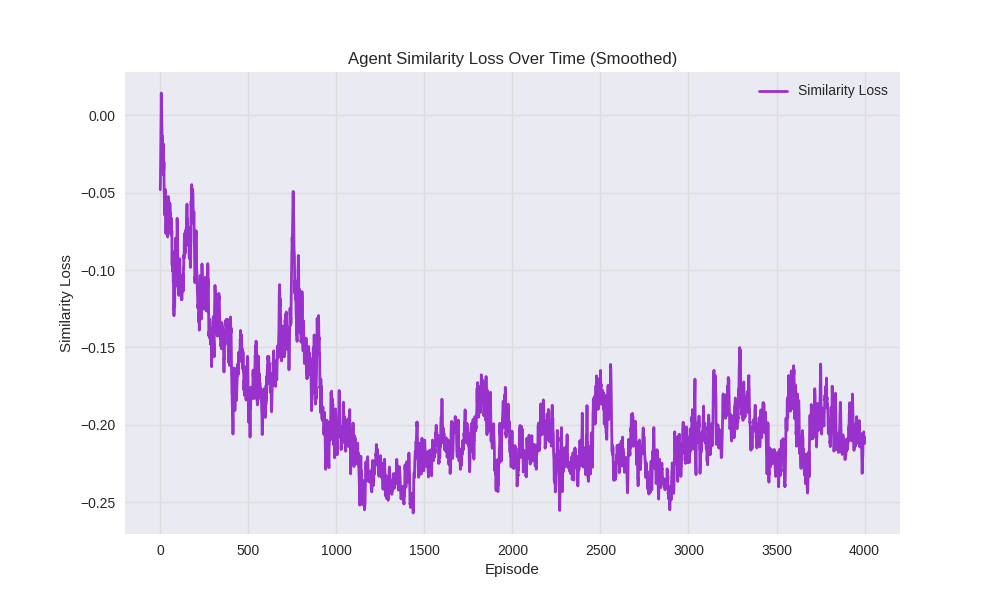 Agent Similarity Loss Over Time (Smoothed)
Similarity Loss
0.00
−0.05
−0.10
−0.15
−0.20
−0.25
Similarity Loss
0 500 1000 1500 2000 2500 3000 3500 4000
Episode